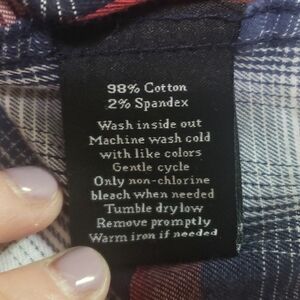 98% Cotton
2% Spandex
Wash inside out
Machine wash cold
with like colors
Gentle cycle
Only non-chlorine
bleach when needed
Tumble dry low
Remove promptly
Warm iron if needed